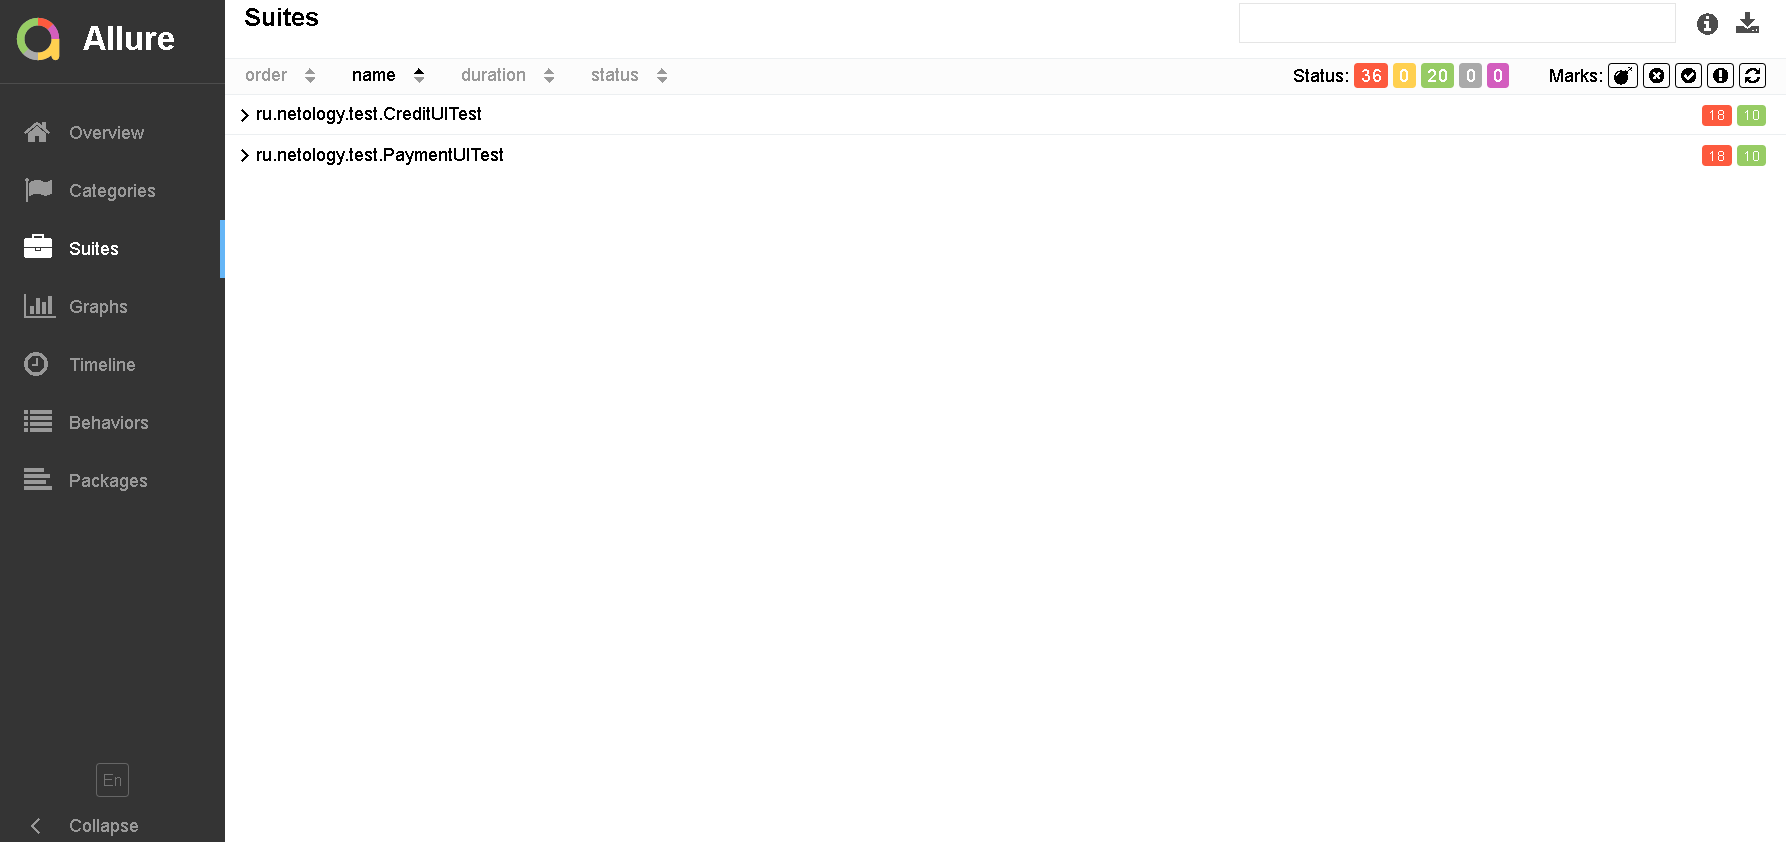 Allure
Overview
Categories
Suites
Graphs
Timeline
Behaviors
Packages
En
Collapse
Suites
order name duration status Status: 36 0 20 0 0 Marks:
ru.netology.test.CreditUITest 18 10
ru.netology.test.PaymentUITest 18 10